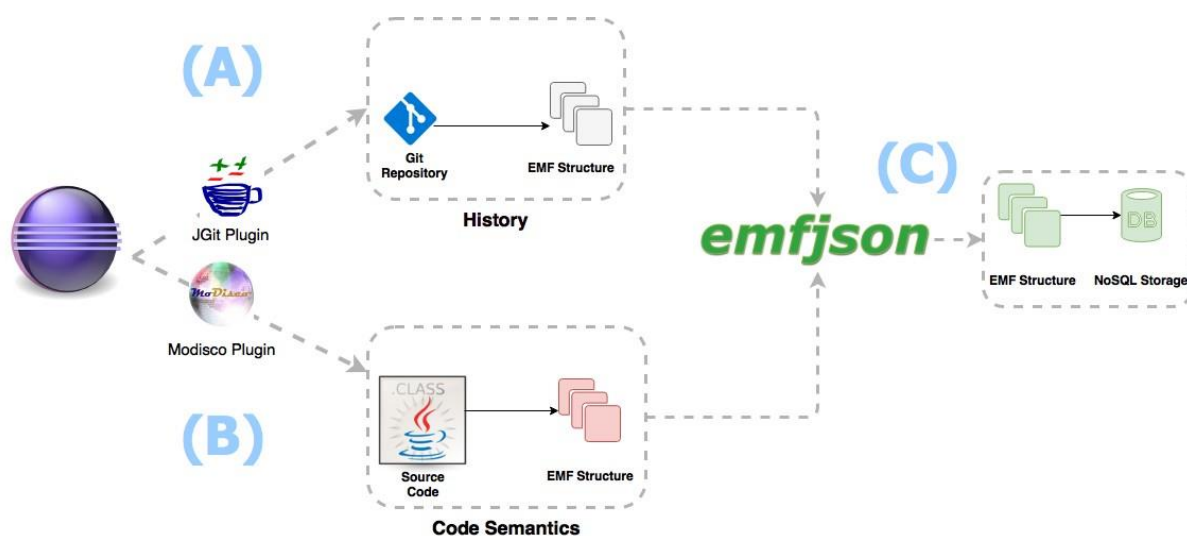 (A)
Git
Repository
EMF Structure
History
JGit Plugin
MoDisco
Modisco Plugin
(B)
.CLASS
Source
Code
EMF Structure
Code Semantics
emfjson
(C)
DB
EMF Structure
NoSQL Storage